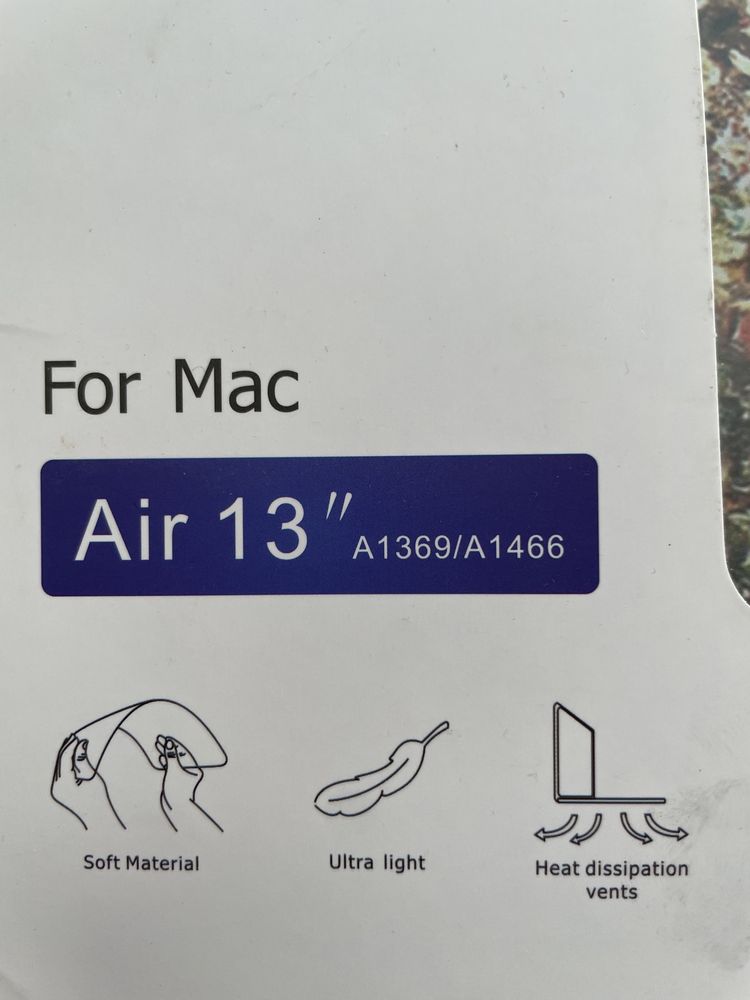 For Mac
Air 13″ A1369/A1466
Soft Material
Ultra light
Heat dissipation
vents